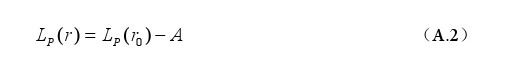 L_P(r) = L_P(r_0) − A （A.2）